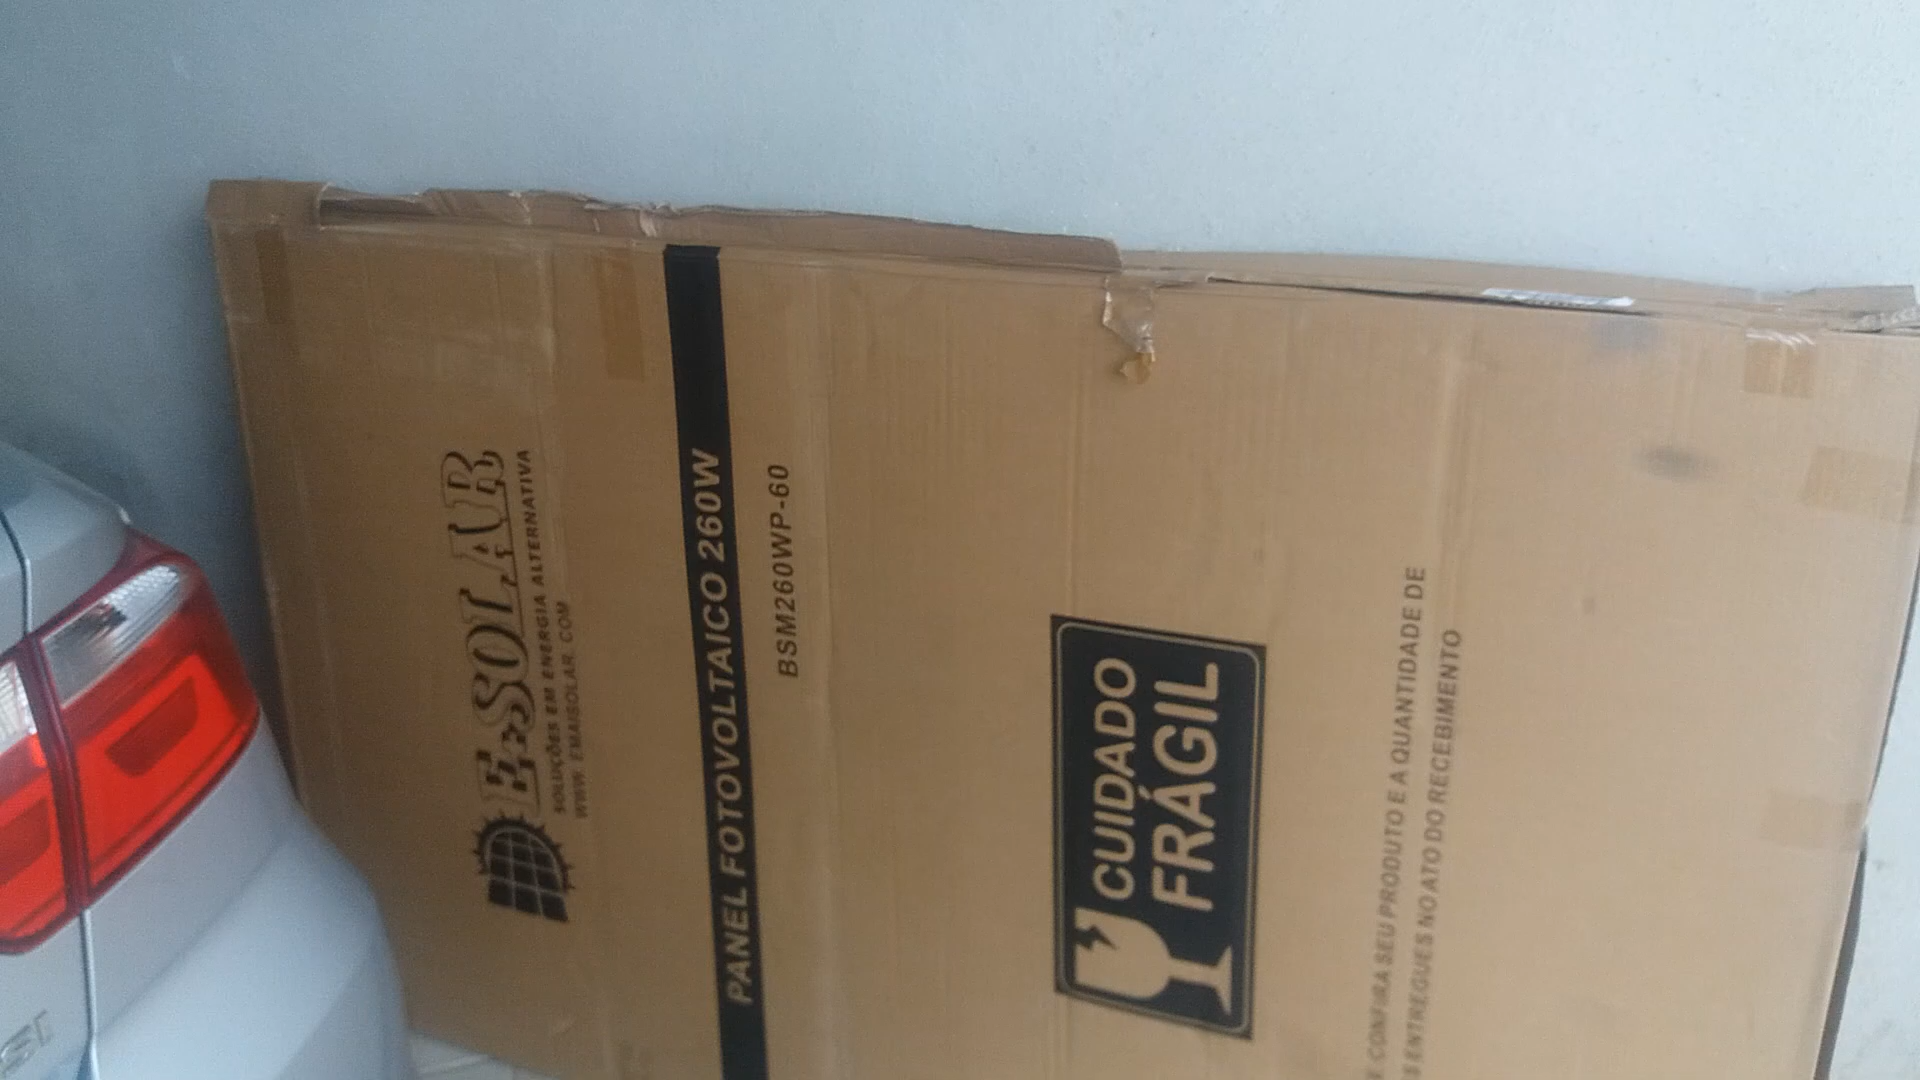 E+SOLAR
SOLUÇÕES EM ENERGIA ALTERNATIVA
WWW. EMAISOLAR. COM
PANEL FOTOVOLTAICO 260W
BSM260WP-60
CUIDADO
FRÁGIL
E CONFIRA SEU PRODUTO E A QUANTIDADE DE
ENTREGUES NO ATO DO RECEBIMENTO